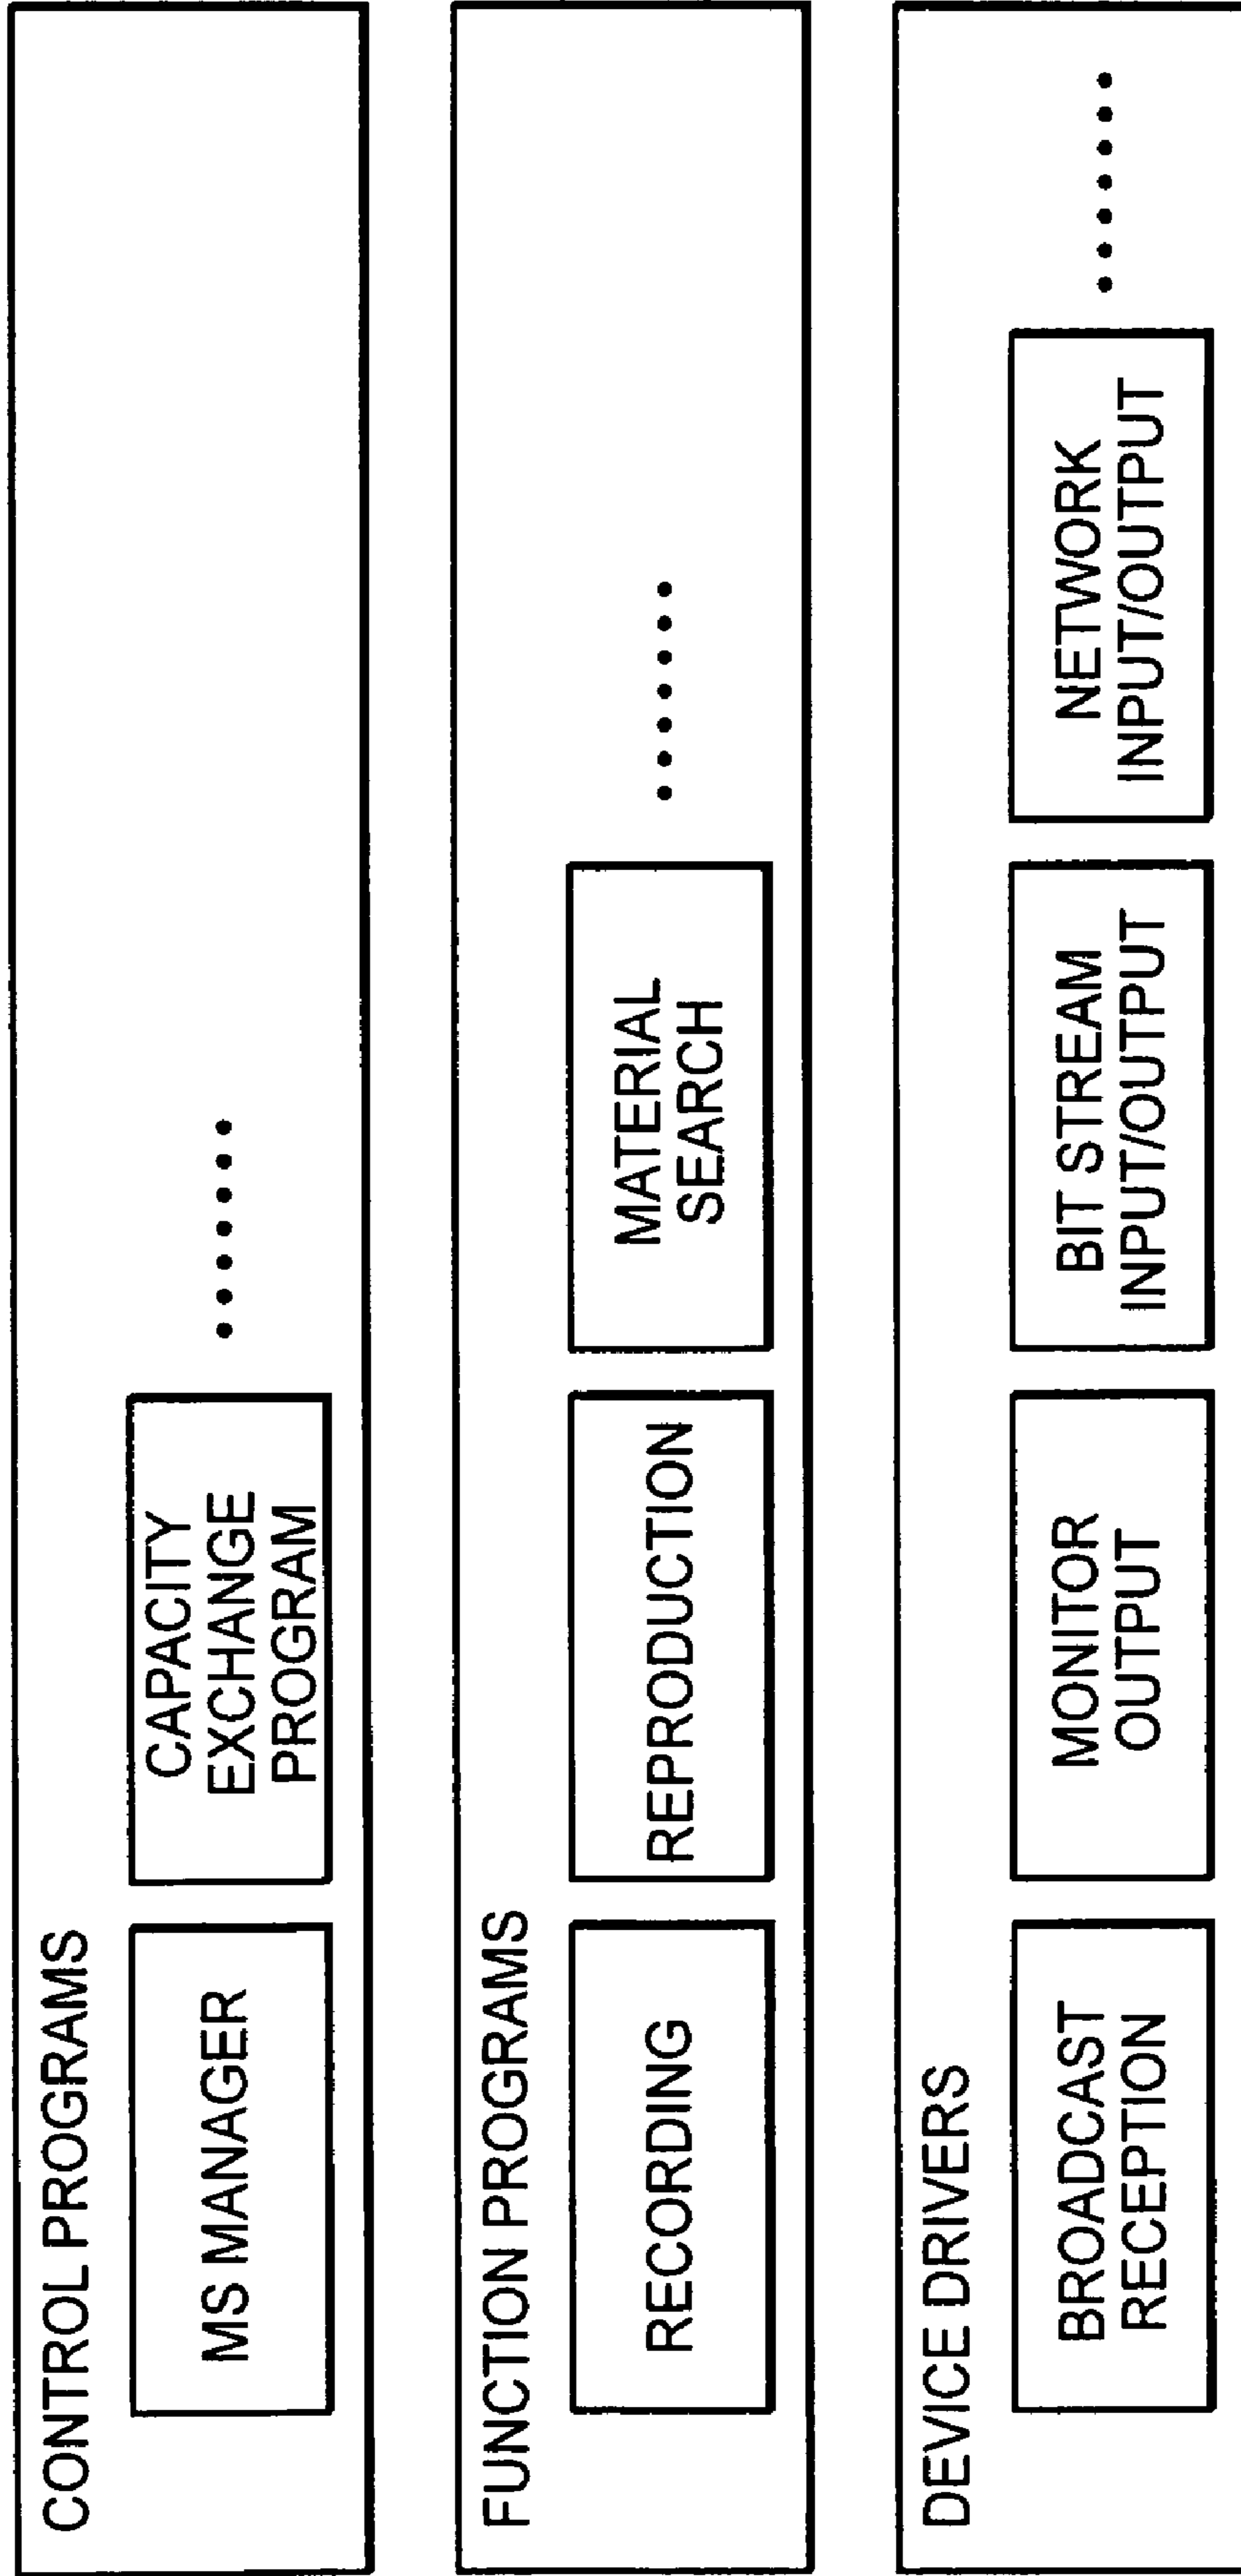 CONTROL PROGRAMS
MS MANAGER
CAPACITY
EXCHANGE
PROGRAM
.......
FUNCTION PROGRAMS
RECORDING
REPRODUCTION
MATERIAL
SEARCH
.......
DEVICE DRIVERS
BROADCAST
RECEPTION
MONITOR
OUTPUT
BIT STREAM
INPUT/OUTPUT
NETWORK
INPUT/OUTPUT
.......